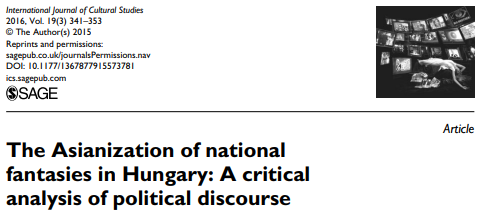 International Journal of Cultural Studies
2016, Vol. 19(3) 341–353
© The Author(s) 2015
Reprints and permissions:
sagepub.co.uk/journalsPermissions.nav
DOI: 10.1177/1367877915573781
ics.sagepub.com
SAGE
Article
The Asianization of national
fantasies in Hungary: A critical
analysis of political discourse